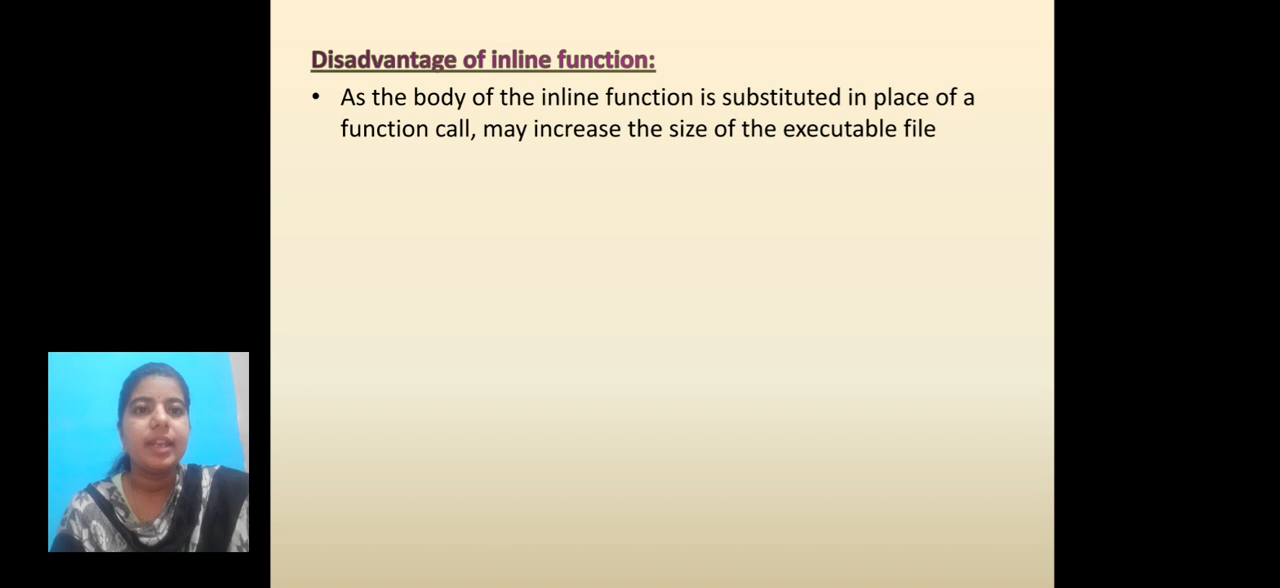 Disadvantage of inline function:
• As the body of the inline function is substituted in place of a
function call, may increase the size of the executable file